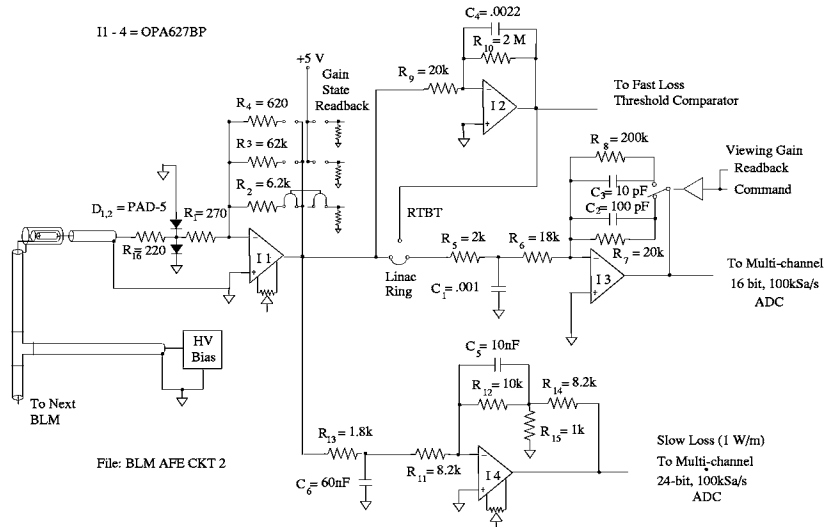 I1 - 4 = OPA627BP
C4= .0022
R10= 2 M
+5 V
Gain
State
Readback
R9= 20k
I2
To Fast Loss
Threshold Comparator
R4 = 620
R3 = 62k
R2 = 6.2k
R8= 200k
Viewing Gain
Readback
Command
C3= 10 pF
C2= 100 pF
D1,2 = PAD-5
R1= 270
RTBT
R5= 2k
R6= 18k
R7= 20k
R16= 220
I1
I3
Linac
Ring
C1= .001
To Multi-channel
16 bit, 100kSa/s
ADC
HV
Bias
C5= 10nF
R12= 10k
R14= 8.2k
To Next
BLM
R13= 1.8k
R15= 1k
Slow Loss (1 W/m)
File: BLM AFE CKT 2
R11= 8.2k
I4
C6= 60nF
To Multi-channel
24-bit, 100kSa/s
ADC